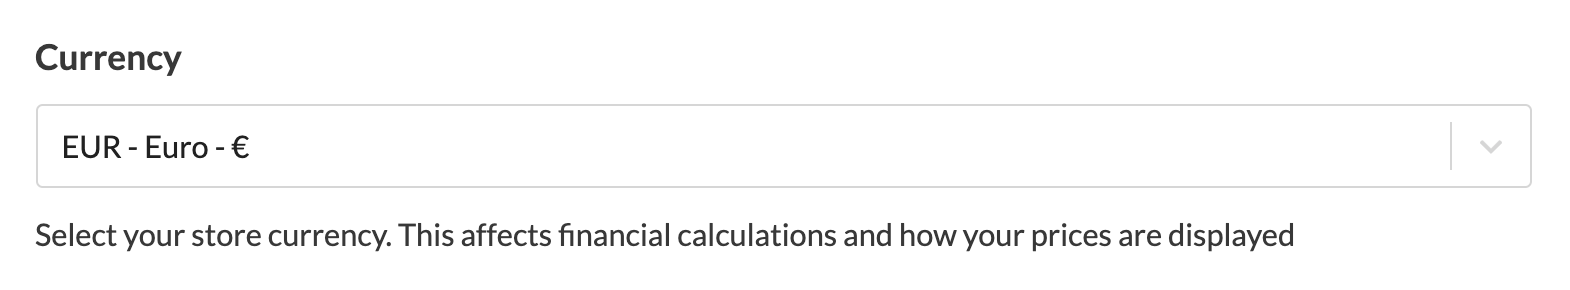 Currency
EUR - Euro - €
Select your store currency. This affects financial calculations and how your prices are displayed